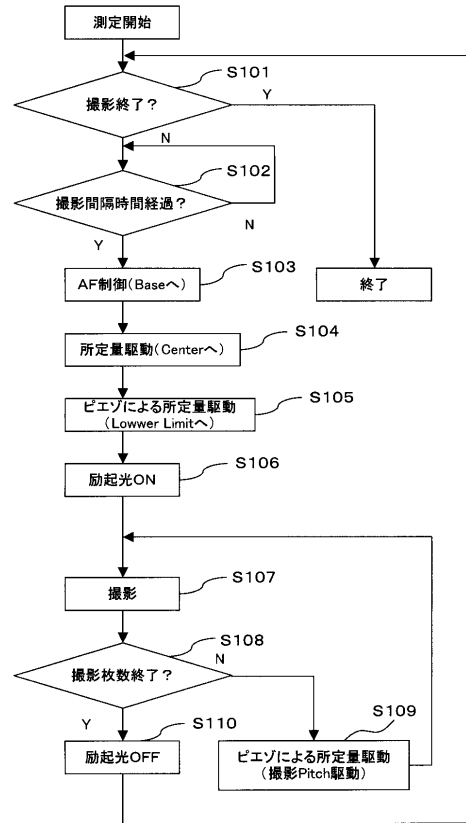 測定開始
S101
撮影終了?
Y
N
S102
撮影間隔時間経過?
N
Y
S103
AF制御(Baseへ)
終了
S104
所定量駆動(Centerへ)
S105
ピエゾによる所定量駆動
(Lowwer Limitへ)
S106
励起光ON
S107
撮影
S108
撮影枚数終了?
N
Y
S110
S109
励起光OFF
ピエゾによる所定量駆動
(撮影Pitch駆動)